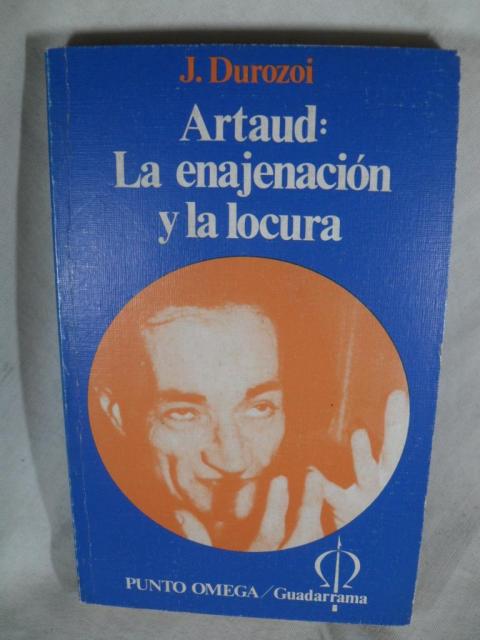 J. Durozoi
Artaud:
La enajenación
y la locura
PUNTO OMEGA/Guadarrama